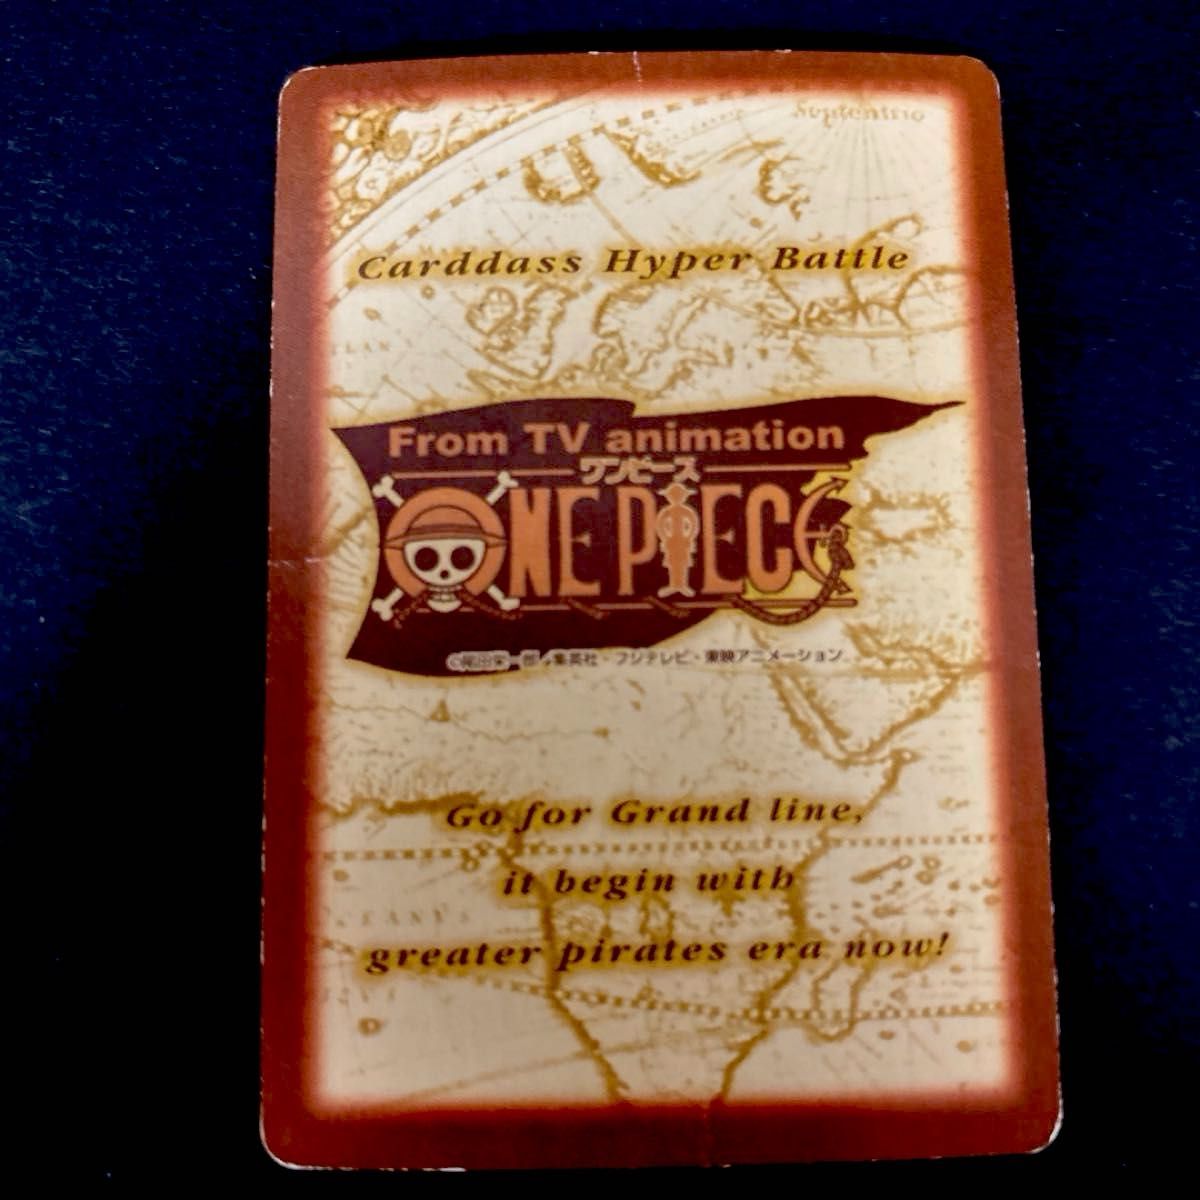 Septentrio
Carddass Hyper Battle
From TV animation
ワンピース
ONE PIECE
©尾田栄一郎・集英社・フジテレビ・東映アニメーション
Go for Grand line,
it begin with
greater pirates era now!